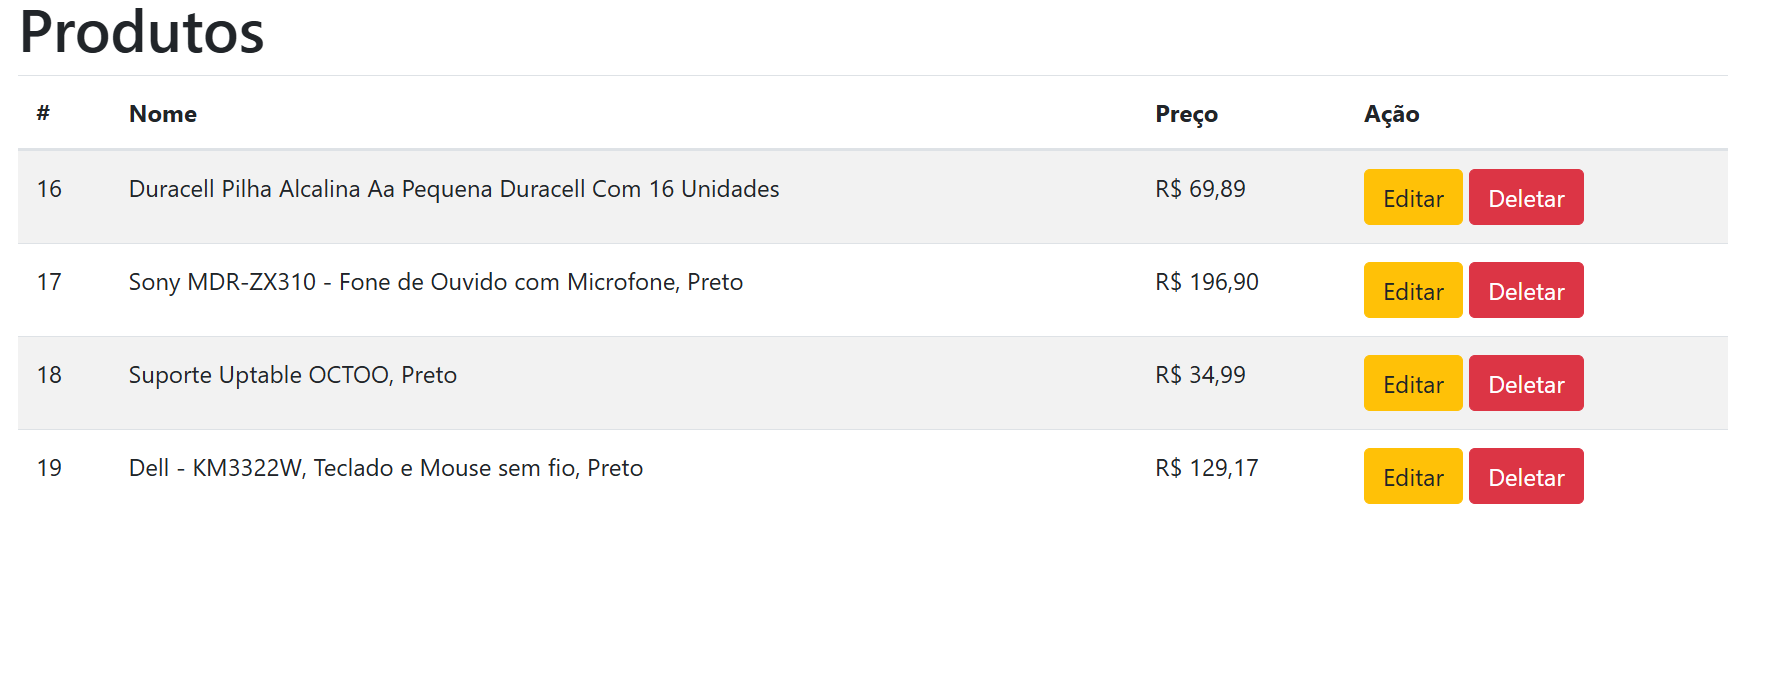 Produtos
# Nome Preço Ação
16 Duracell Pilha Alcalina Aa Pequena Duracell Com 16 Unidades R$ 69,89 Editar Deletar
17 Sony MDR-ZX310 - Fone de Ouvido com Microfone, Preto R$ 196,90 Editar Deletar
18 Suporte Uptable OCTOO, Preto R$ 34,99 Editar Deletar
19 Dell - KM3322W, Teclado e Mouse sem fio, Preto R$ 129,17 Editar Deletar